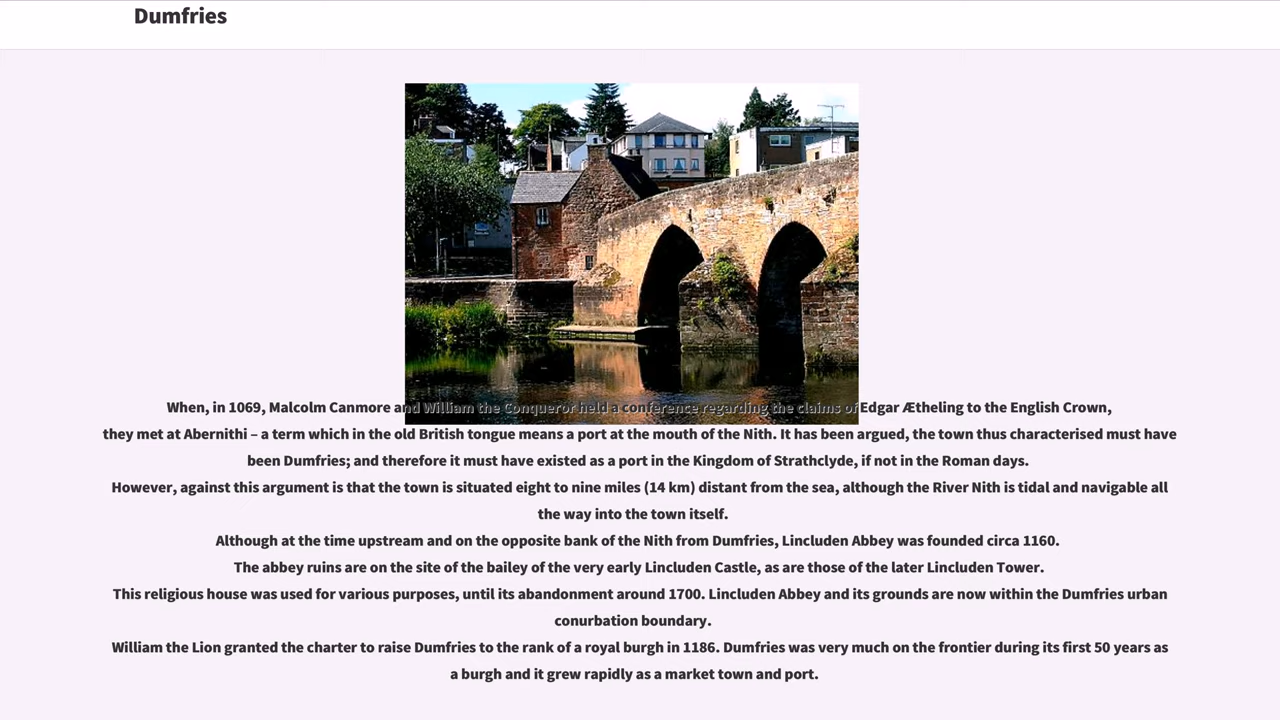 Dumfries
When, in 1069, Malcolm Canmore and William the Conqueror held a conference regarding the claims of Edgar Ætheling to the English Crown,
they met at Abernithi – a term which in the old British tongue means a port at the mouth of the Nith. It has been argued, the town thus characterised must have
been Dumfries; and therefore it must have existed as a port in the Kingdom of Strathclyde, if not in the Roman days.
However, against this argument is that the town is situated eight to nine miles (14 km) distant from the sea, although the River Nith is tidal and navigable all
the way into the town itself.
Although at the time upstream and on the opposite bank of the Nith from Dumfries, Lincluden Abbey was founded circa 1160.
The abbey ruins are on the site of the bailey of the very early Lincluden Castle, as are those of the later Lincluden Tower.
This religious house was used for various purposes, until its abandonment around 1700. Lincluden Abbey and its grounds are now within the Dumfries urban
conurbation boundary.
William the Lion granted the charter to raise Dumfries to the rank of a royal burgh in 1186. Dumfries was very much on the frontier during its first 50 years as
a burgh and it grew rapidly as a market town and port.